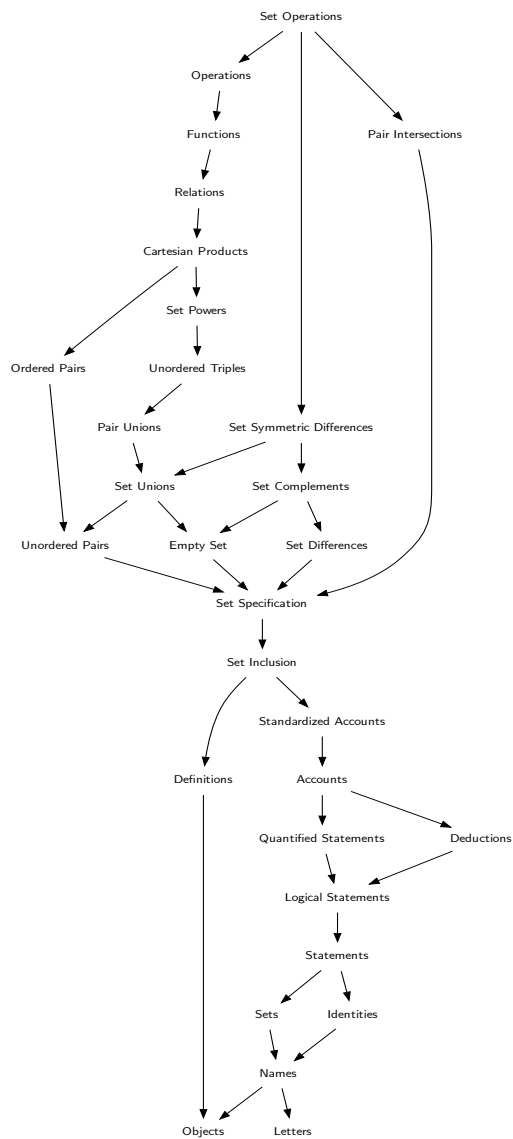 Set Operations
Operations
Functions
Pair Intersections
Relations
Cartesian Products
Set Powers
Ordered Pairs
Unordered Triples
Pair Unions
Set Symmetric Differences
Set Unions
Set Complements
Unordered Pairs
Empty Set
Set Differences
Set Specification
Set Inclusion
Standardized Accounts
Definitions
Accounts
Quantified Statements
Deductions
Logical Statements
Statements
Sets
Identities
Names
Objects
Letters